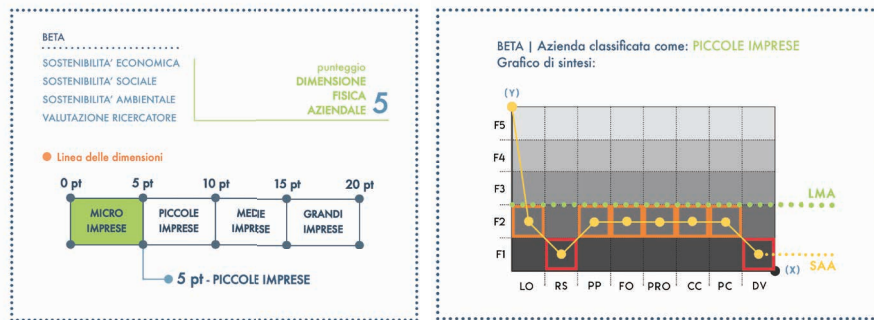 BETA
SOSTENIBILITA' ECONOMICA
SOSTENIBILITA' SOCIALE
SOSTENIBILITA' AMBIENTALE
VALUTAZIONE RICERCATORE
punteggio
DIMENSIONE
FISICA
AZIENDALE 5
Linea delle dimensioni
0 pt 5 pt 10 pt 15 pt 20 pt
MICRO IMPRESE
PICCOLE IMPRESE
MEDIE IMPRESE
GRANDI IMPRESE
5 pt - PICCOLE IMPRESE
BETA | Azienda classificata come: PICCOLE IMPRESE
Grafico di sintesi:
(Y)
F5
F4
F3
LMA
F2
F1
(X)
SAA
LO RS PP FO PRO CC PC DV